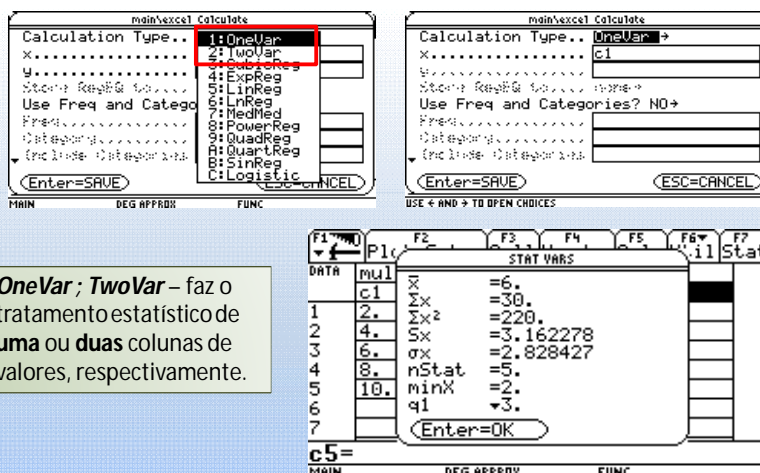 main\excel Calculate
Calculation Type..
x................
y................
Store RegEQ to....
Use Freq and Catego
Freq............
Category.........
Include Categories
1:OneVar
2:TwoVar
3:CubicReg
4:ExpReg
5:LinReg
6:LnReg
7:MedMed
8:PowerReg
9:QuadReg
A:QuartReg
B:SinReg
C:Logistic
Enter=SAVE
ESC=CANCEL
MAIN DEG APPROX FUNC
main\excel Calculate
Calculation Type.. OneVar →
x................ c1
y................
Store RegEQ to.... none→
Use Freq and Categories? NO→
Freq............
Category.........
Include Categories
Enter=SAVE ESC=CANCEL
USE ← AND → TO OPEN CHOICES
OneVar ; TwoVar – faz o
tratamento estatístico de
uma ou duas colunas de
valores, respectivamente.
F1 F2 F3 F4 F5 F6▾ F7
Stat
DATA mul
c1
1 2.
2 4.
3 6.
4 8.
5 10.
6
7
c5=
MAIN DEG APPROX FUNC
STAT VARS
x̄ =6.
Σx =30.
Σx² =220.
Sx =3.162278
σx =2.828427
nStat =5.
minX =2.
q1 ▾3.
Enter=OK